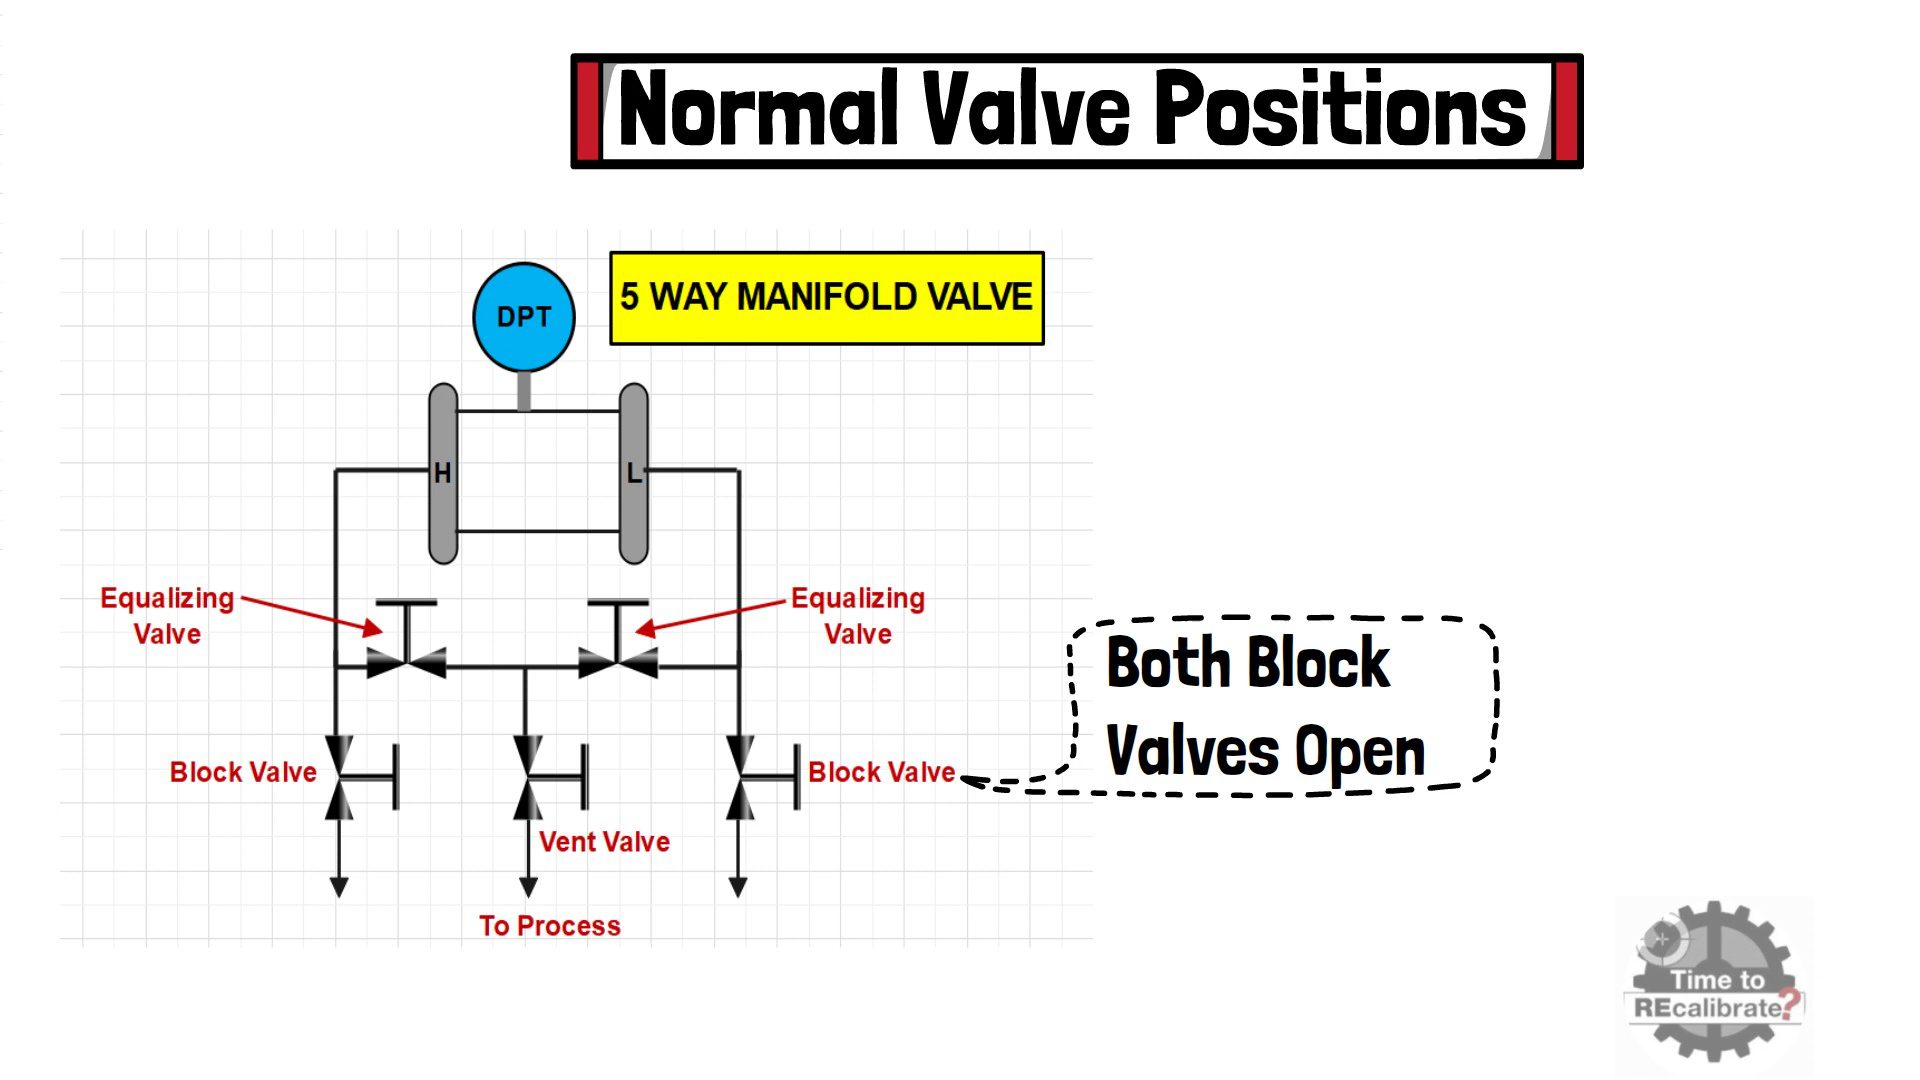 Normal Valve Positions
5 WAY MANIFOLD VALVE
DPT
H
L
Equalizing
Valve
Equalizing
Valve
Both Block
Valves Open
Block Valve
Block Valve
Vent Valve
To Process
Time to
REcalibrate?